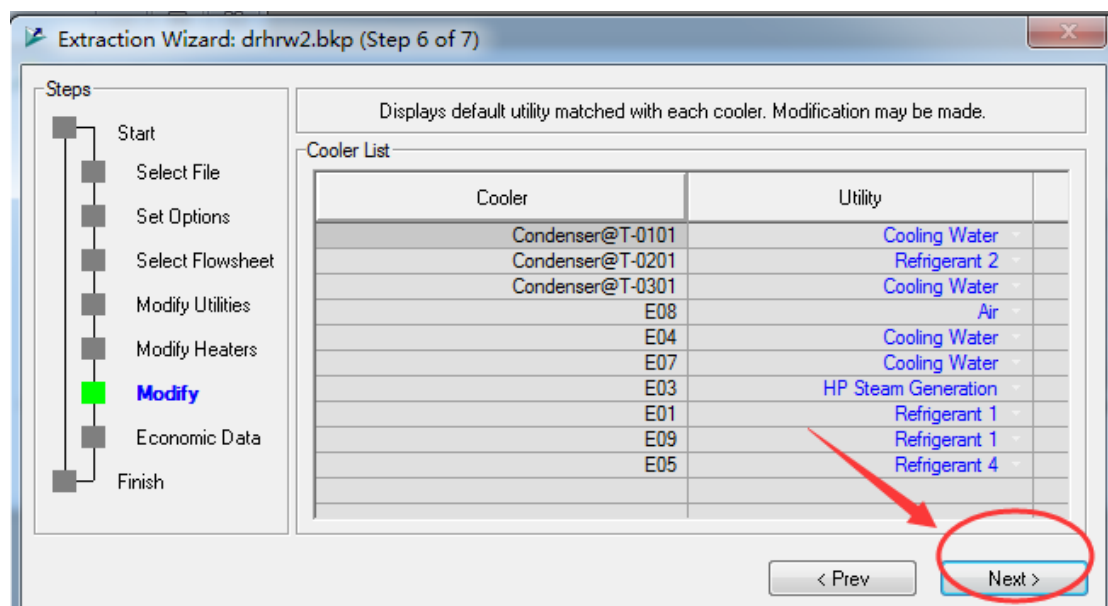 Extraction Wizard: drhrw2.bkp (Step 6 of 7)
Steps
Start
Select File
Set Options
Select Flowsheet
Modify Utilities
Modify Heaters
Modify
Economic Data
Finish
Displays default utility matched with each cooler. Modification may be made.
Cooler List
Cooler Utility
Condenser@T-0101 Cooling Water
Condenser@T-0201 Refrigerant 2
Condenser@T-0301 Cooling Water
E08 Air
E04 Cooling Water
E07 Cooling Water
E03 HP Steam Generation
E01 Refrigerant 1
E09 Refrigerant 1
E05 Refrigerant 4
< Prev Next >